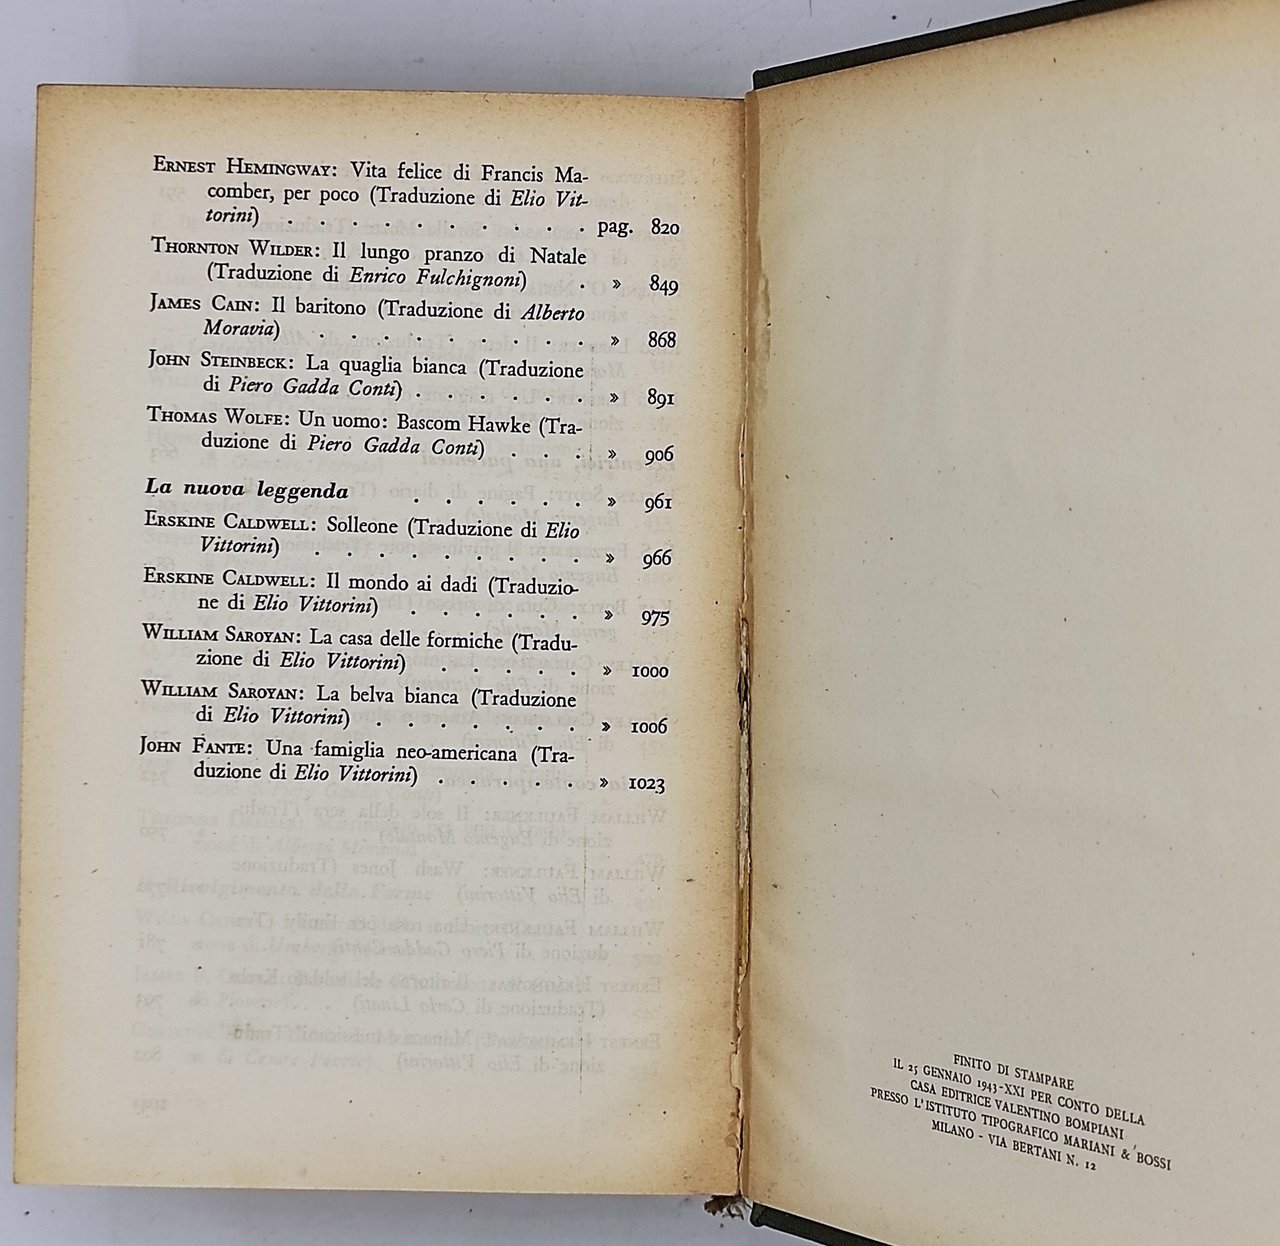 Ernest Hemingway: Vita felice di Francis Ma-
comber, per poco (Traduzione di Elio Vit-
torini) . . . . . . . . . . pag. 820
Thornton Wilder: Il lungo pranzo di Natale
(Traduzione di Enrico Fulchignoni) . » 849
James Cain: Il baritono (Traduzione di Alberto
Moravia) . . . . . . . . . » 868
John Steinbeck: La quaglia bianca (Traduzione
di Piero Gadda Conti) . . . . . . » 891
Thomas Wolfe: Un uomo: Bascom Hawke (Tra-
duzione di Piero Gadda Conti) . . . . » 906
La nuova leggenda . . . . . . » 961
Erskine Caldwell: Solleone (Traduzione di Elio
Vittorini) . . . . . . . . . » 966
Erskine Caldwell: Il mondo ai dadi (Traduzio-
ne di Elio Vittorini) . . . . . . » 975
William Saroyan: La casa delle formiche (Tradu-
zione di Elio Vittorini) . . . . . » 1000
William Saroyan: La belva bianca (Traduzione
di Elio Vittorini) . . . . . . . » 1006
John Fante: Una famiglia neo-americana (Tra-
duzione di Elio Vittorini) . . . . . » 1023
FINITO DI STAMPARE
IL 25 GENNAIO 1943-XXI PER CONTO DELLA
CASA EDITRICE VALENTINO BOMPIANI
PRESSO L'ISTITUTO TIPOGRAFICO MARIANI & BOSSI
MILANO - VIA BERTANI N. 12